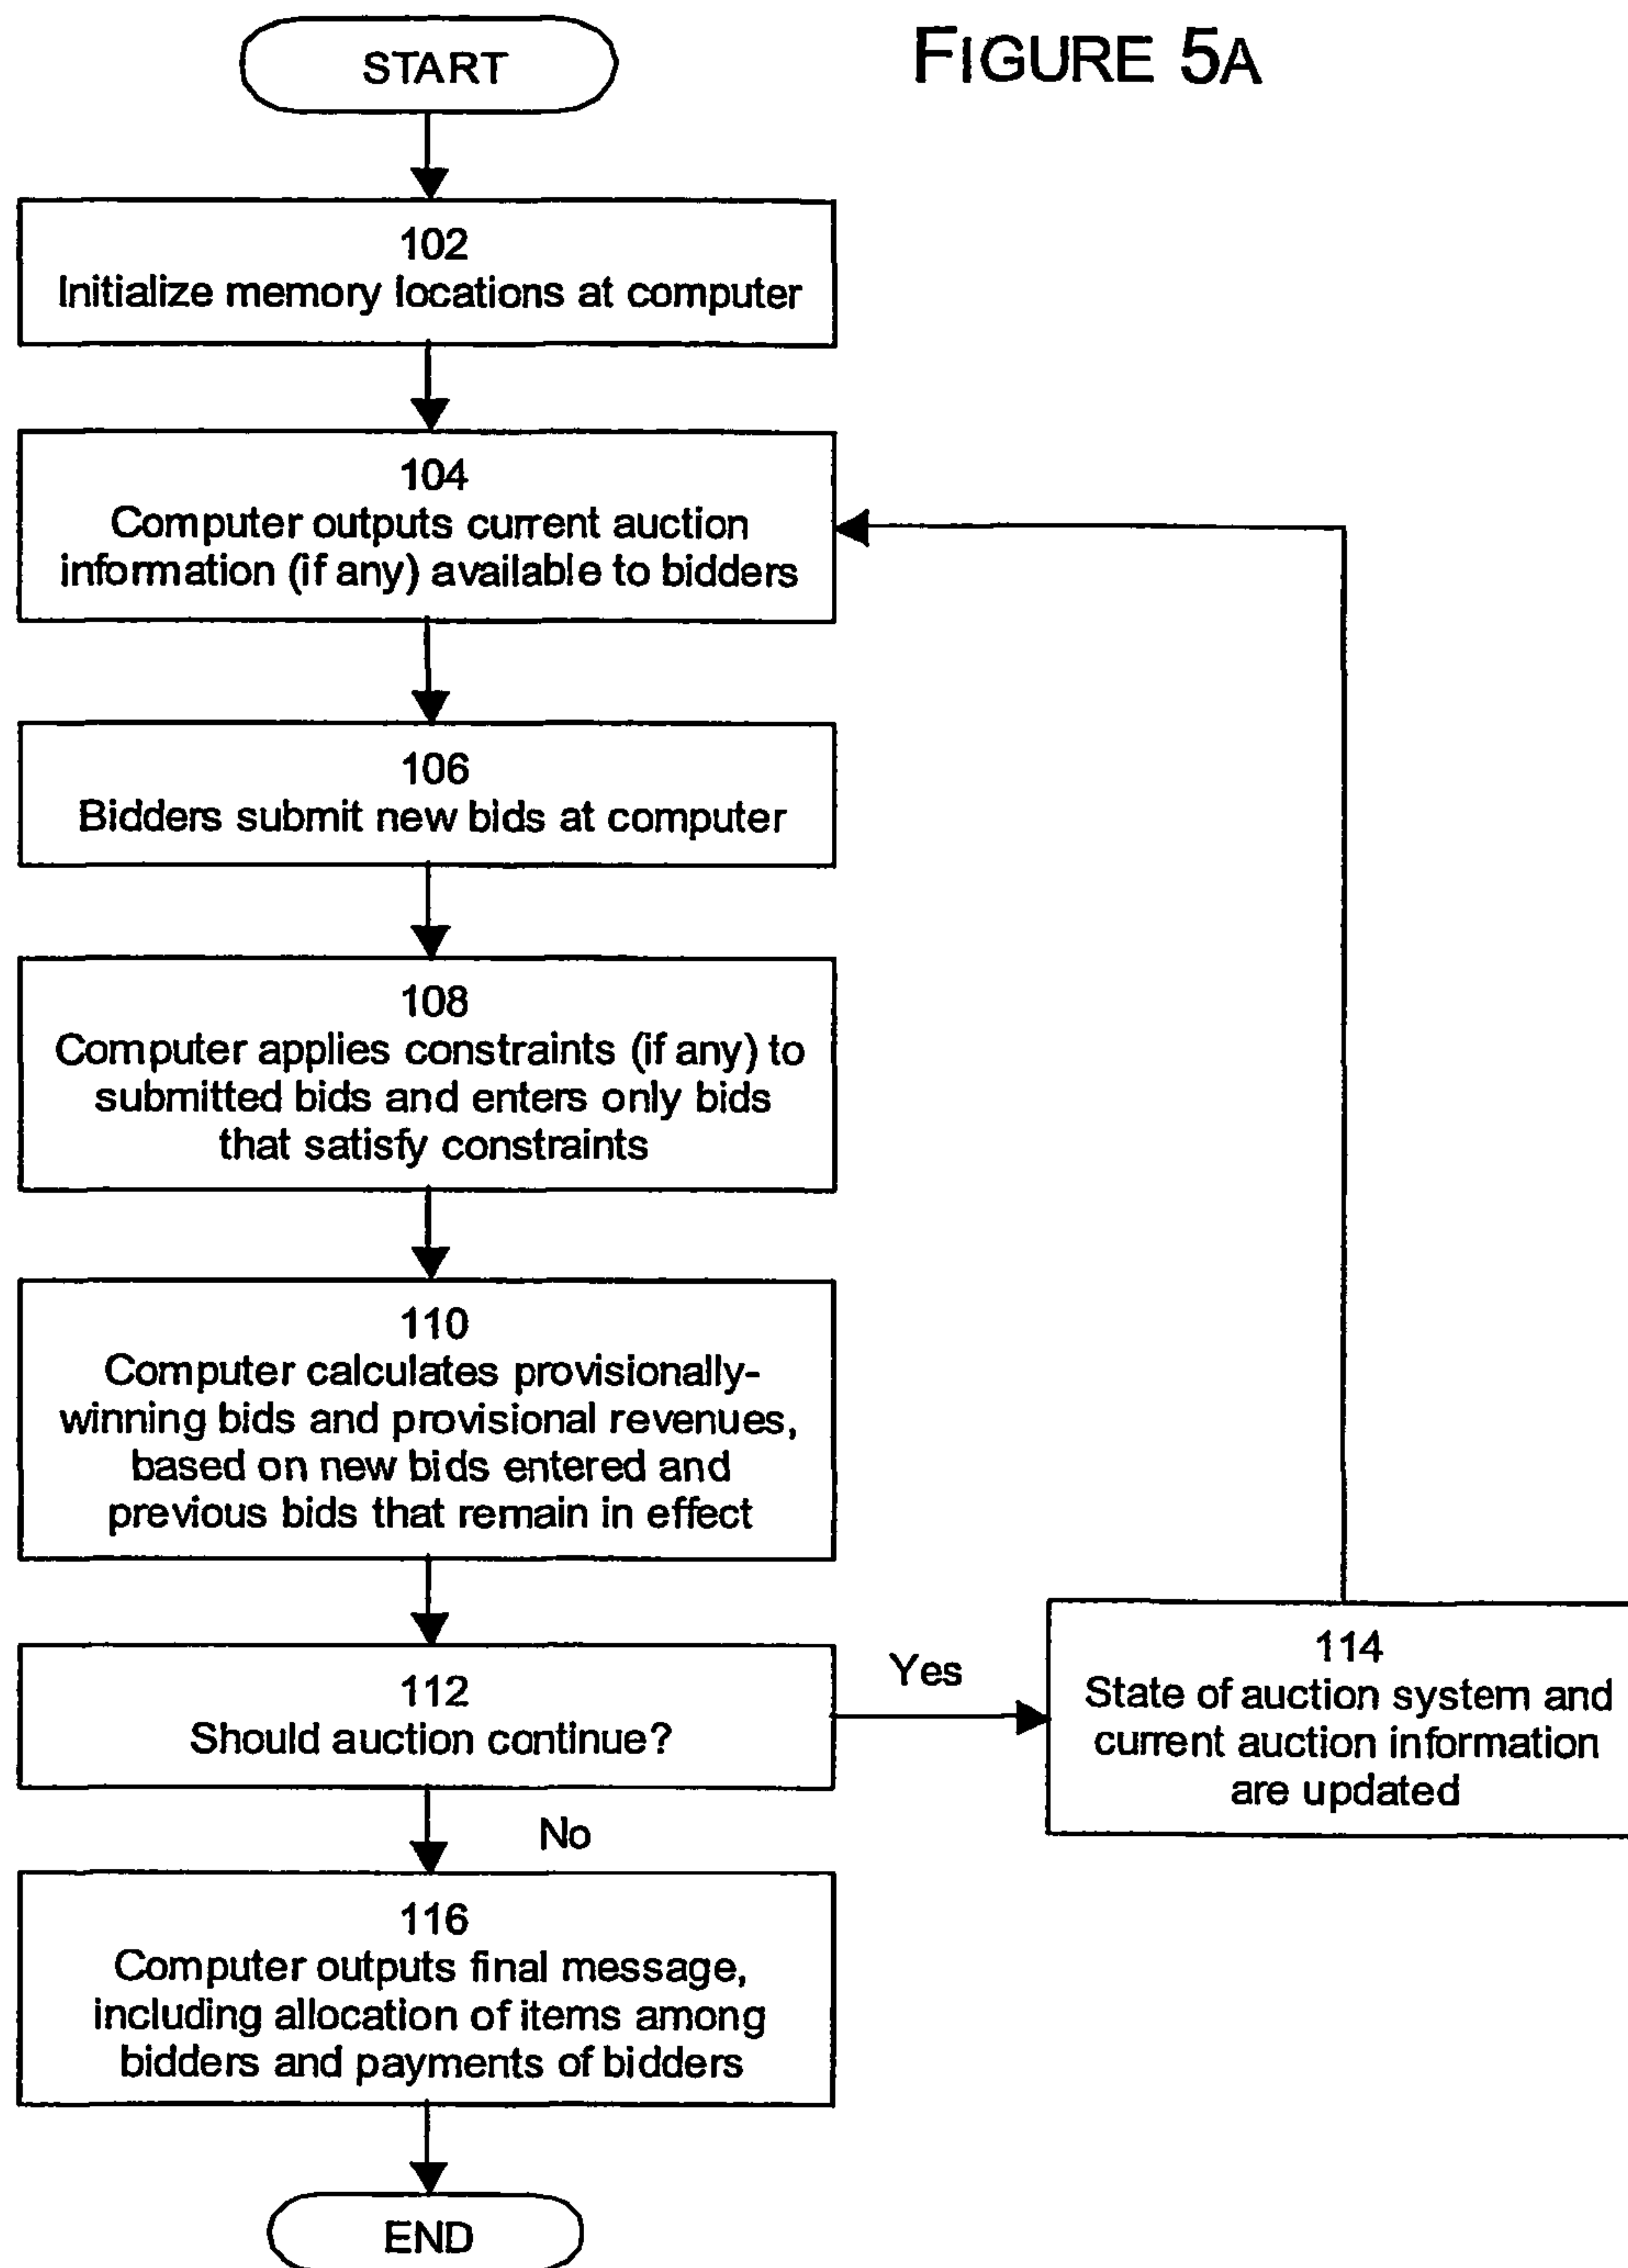 FIGURE 5A
START
102
Initialize memory locations at computer
104
Computer outputs current auction
information (if any) available to bidders
106
Bidders submit new bids at computer
108
Computer applies constraints (if any) to
submitted bids and enters only bids
that satisfy constraints
110
Computer calculates provisionally-
winning bids and provisional revenues,
based on new bids entered and
previous bids that remain in effect
112
Should auction continue?
Yes
114
State of auction system and
current auction information
are updated
No
116
Computer outputs final message,
including allocation of items among
bidders and payments of bidders
END